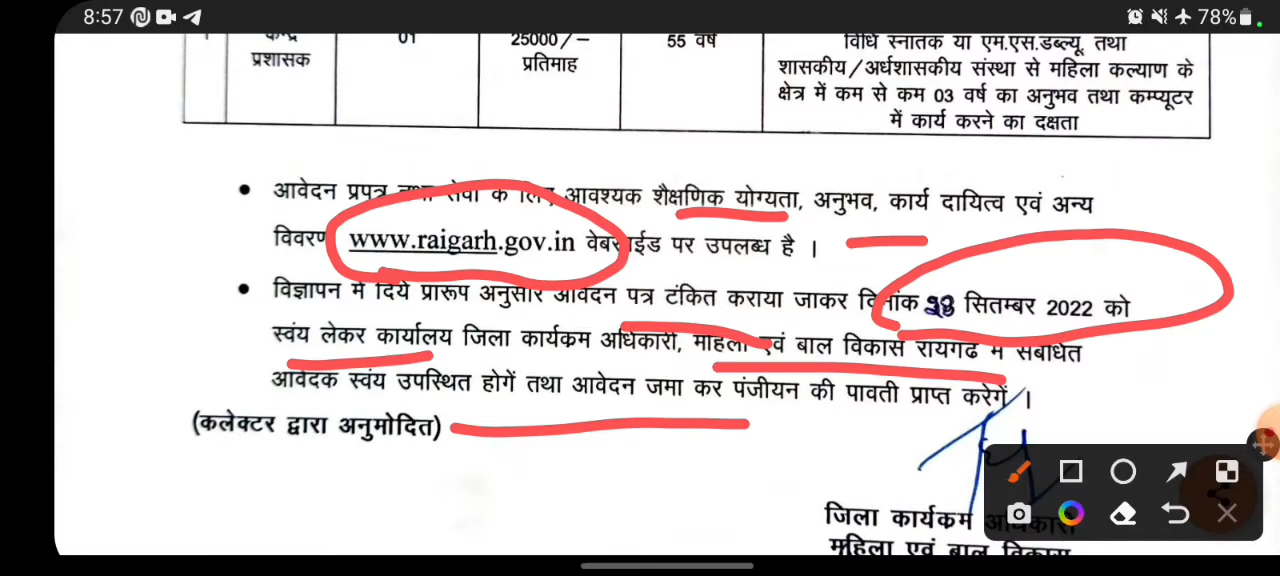 8:57 78%
01 25000/- 55 वर्ष विधि स्नातक या एम.एस.डब्ल्यू. तथा
प्रशासक प्रतिमाह शासकीय/अर्धशासकीय संस्था से महिला कल्याण के
क्षेत्र में कम से कम 03 वर्ष का अनुभव तथा कम्प्यूटर
में कार्य करने का दक्षता
• आवेदन प्रपत्र तथा सेवा के लिए आवश्यक शैक्षणिक योग्यता, अनुभव, कार्य दायित्व एवं अन्य
विवरण www.raigarh.gov.in वेबसाईड पर उपलब्ध है ।
• विज्ञापन में दिये प्रारूप अनुसार आवेदन पत्र टंकित कराया जाकर दिनांक सितम्बर 2022 को
स्वंय लेकर कार्यालय जिला कार्यकम अधिकारी, महिला एवं बाल विकास रायगढ में संबंधित
आवेदक स्वंय उपस्थित होगें तथा आवेदन जमा कर पंजीयन की पावती प्राप्त करेगें ।
(कलेक्टर द्वारा अनुमोदित)
जिला कार्यकम अधिकारी
महिला एवं बाल विकास